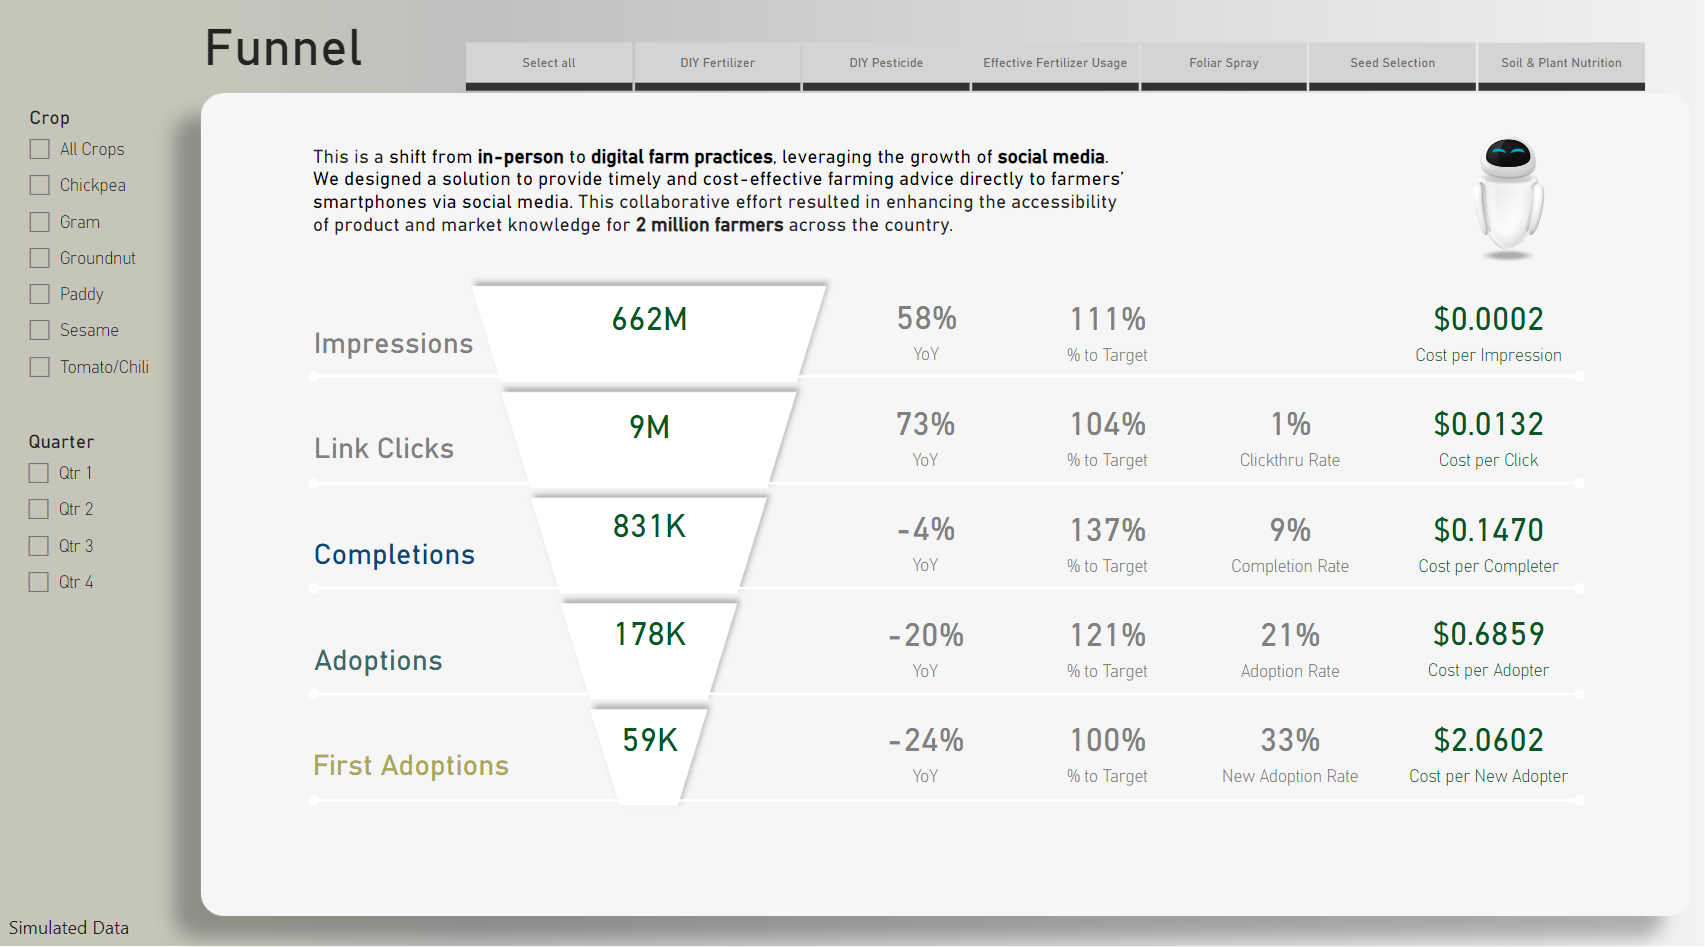 Funnel
Select all
DIY Fertilizer
DIY Pesticide
Effective Fertilizer Usage
Foliar Spray
Seed Selection
Soil & Plant Nutrition
Crop
All Crops
Chickpea
Gram
Groundnut
Paddy
Sesame
Tomato/Chili
Quarter
Qtr 1
Qtr 2
Qtr 3
Qtr 4
Simulated Data
This is a shift from in-person to digital farm practices, leveraging the growth of social media.
We designed a solution to provide timely and cost-effective farming advice directly to farmers’
smartphones via social media. This collaborative effort resulted in enhancing the accessibility
of product and market knowledge for 2 million farmers across the country.
Impressions
662M
58%
YoY
111%
% to Target
$0.0002
Cost per Impression
Link Clicks
9M
73%
YoY
104%
% to Target
1%
Clickthru Rate
$0.0132
Cost per Click
Completions
831K
-4%
YoY
137%
% to Target
9%
Completion Rate
$0.1470
Cost per Completer
Adoptions
178K
-20%
YoY
121%
% to Target
21%
Adoption Rate
$0.6859
Cost per Adopter
First Adoptions
59K
-24%
YoY
100%
% to Target
33%
New Adoption Rate
$2.0602
Cost per New Adopter